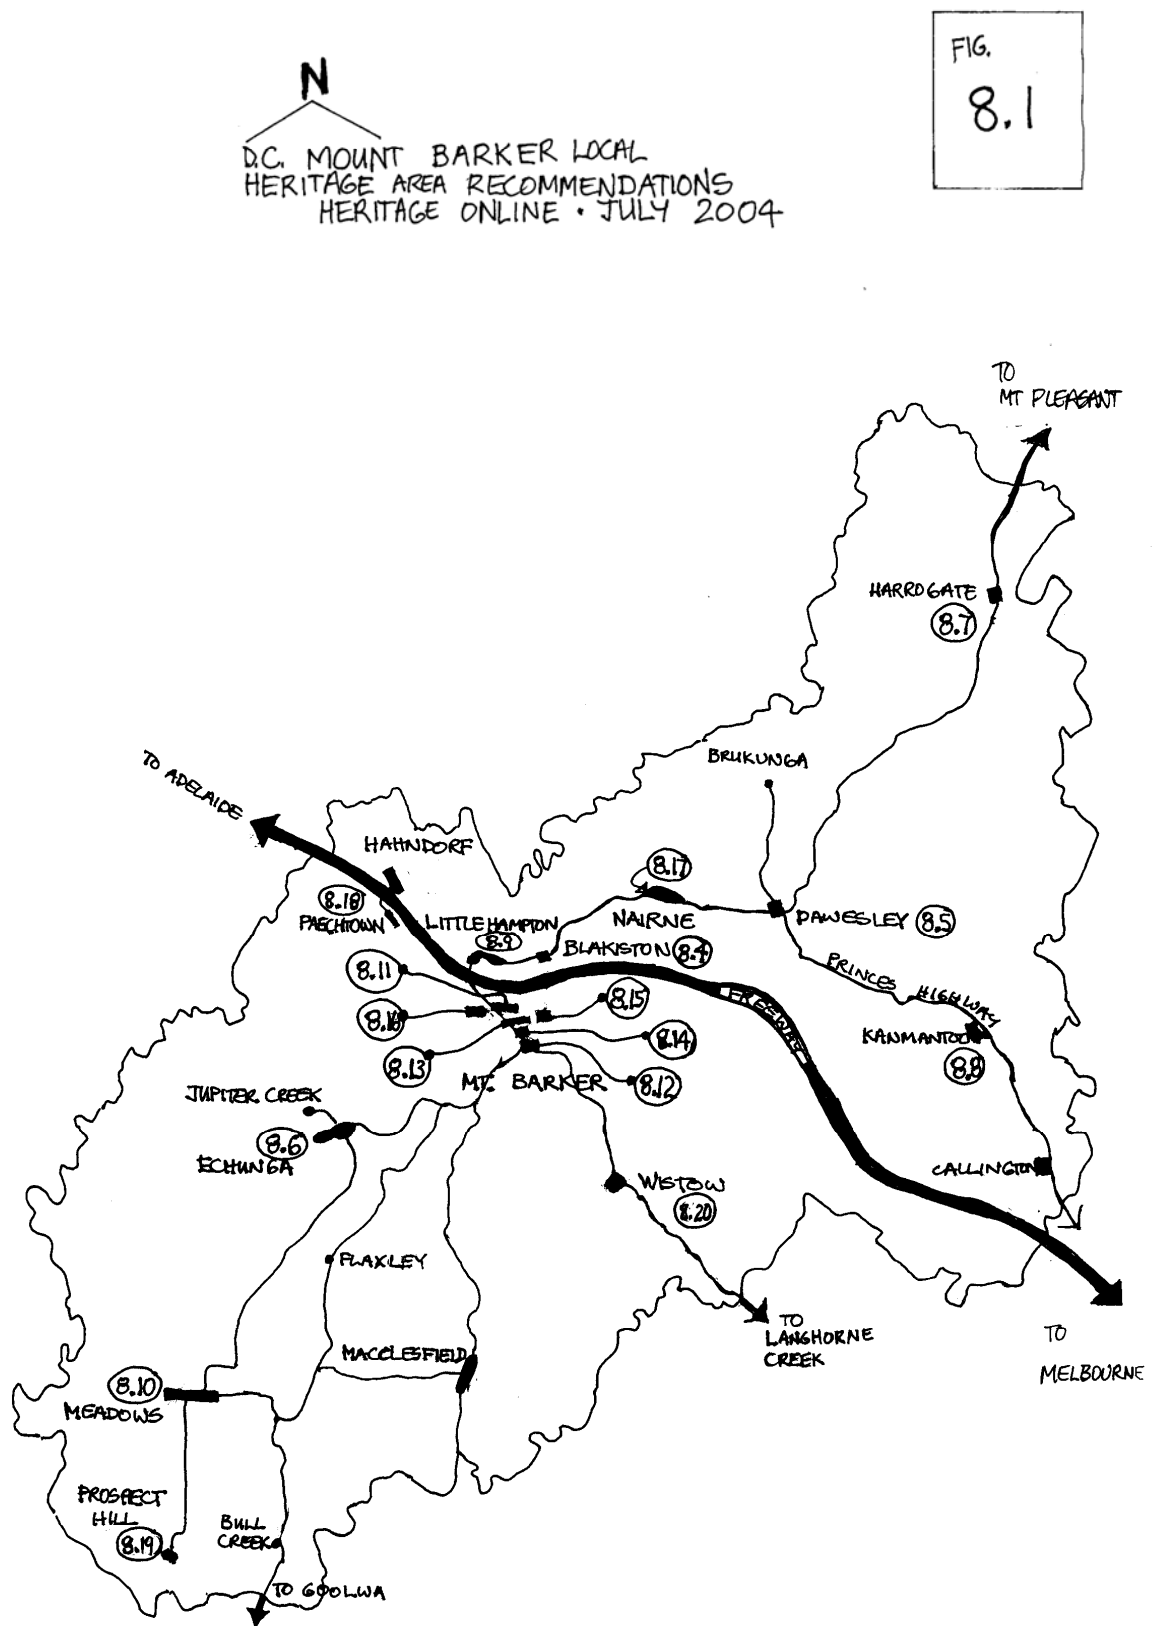 FIG.
8.1
N
D.C. MOUNT BARKER LOCAL
HERITAGE AREA RECOMMENDATIONS
HERITAGE ONLINE • JULY 2004
TO
MT PLEASANT
HARROGATE
8.7
BRUKUNGA
TO ADELAIDE
HAHNDORF
8.17
8.18
PAECHTOWN
LITTLEHAMPTON
8.9
NAIRNE
DAWESLEY 8.5
BLAKISTON 8.4
8.11
PRINCES HIGHWAY
FREEWAY
8.15
8.16
8.14
KANMANTOO
8.8
8.13
MT. BARKER
8.12
JUPITER CREEK
8.6
ECHUNGA
CALLINGTON
WISTOW
8.20
FLAXLEY
TO
LANGHORNE
CREEK
TO
MELBOURNE
MACCLESFIELD
8.10
MEADOWS
PROSPECT
HILL
8.19
BULL
CREEK
TO GOOLWA